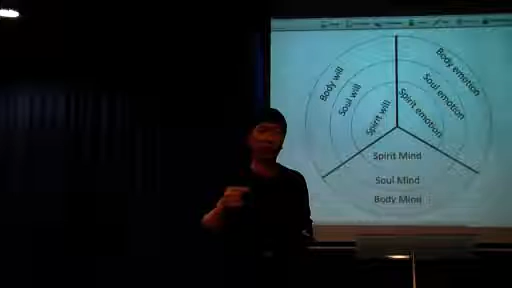 Body will
Soul will
Spirit will
Body emotion
Soul emotion
Spirit emotion
Spirit Mind
Soul Mind
Body Mind